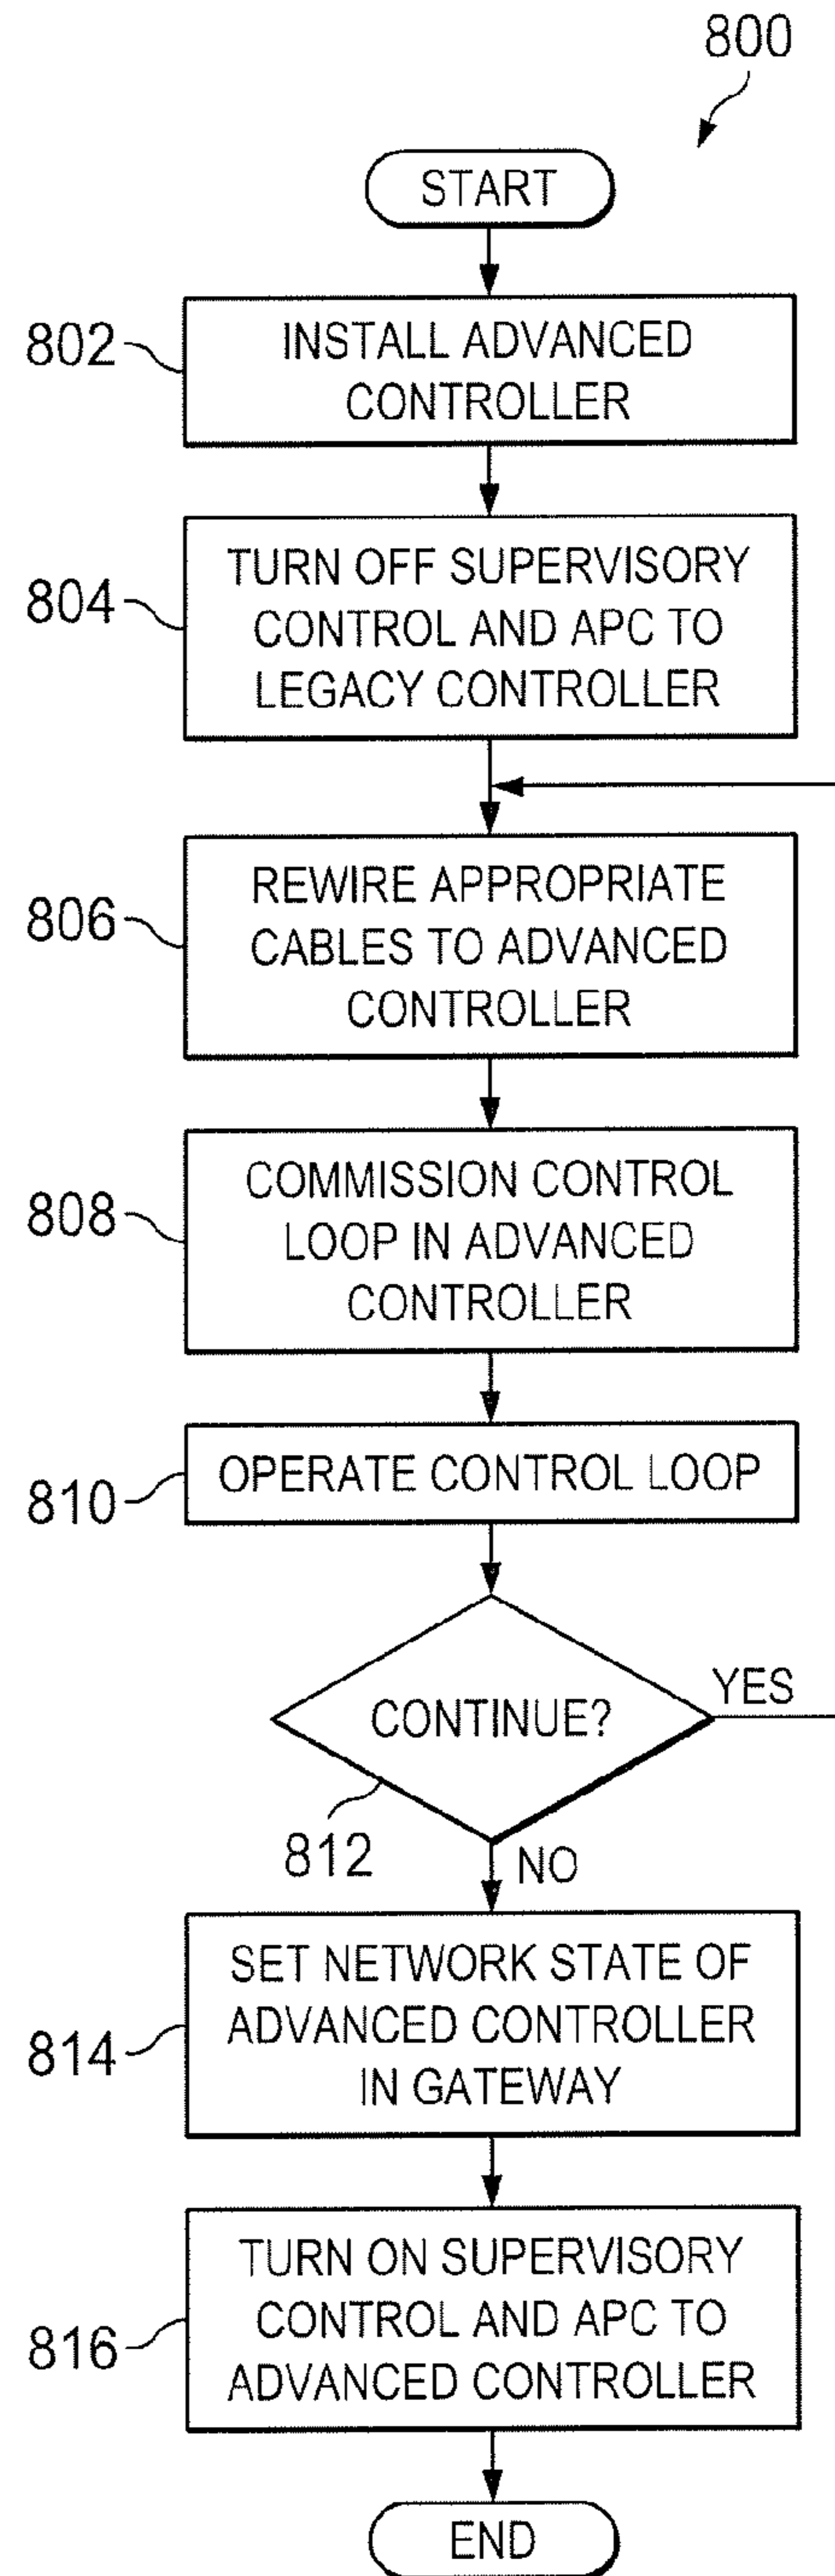 800
START
802
INSTALL ADVANCED
CONTROLLER
804
TURN OFF SUPERVISORY
CONTROL AND APC TO
LEGACY CONTROLLER
806
REWIRE APPROPRIATE
CABLES TO ADVANCED
CONTROLLER
808
COMMISSION CONTROL
LOOP IN ADVANCED
CONTROLLER
810
OPERATE CONTROL LOOP
CONTINUE?
YES
812
NO
814
SET NETWORK STATE OF
ADVANCED CONTROLLER
IN GATEWAY
816
TURN ON SUPERVISORY
CONTROL AND APC TO
ADVANCED CONTROLLER
END